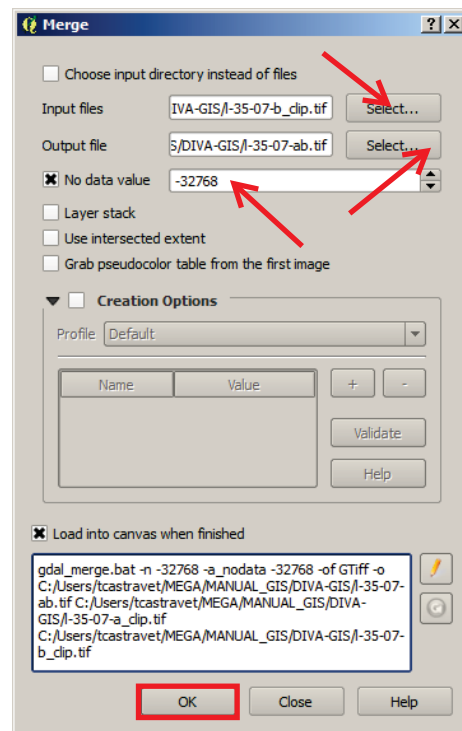 Merge
Choose input directory instead of files
Input files IVA-GIS/l-35-07-b_clip.tif Select...
Output file S/DIVA-GIS/l-35-07-ab.tif Select...
No data value -32768
Layer stack
Use intersected extent
Grab pseudocolor table from the first image
Creation Options
Profile Default
Name Value + -
Validate
Help
Load into canvas when finished
gdal_merge.bat -n -32768 -a_nodata -32768 -of GTiff -o
C:/Users/tcastravet/MEGA/MANUAL_GIS/DIVA-GIS/l-35-07-
ab.tif C:/Users/tcastravet/MEGA/MANUAL_GIS/DIVA-
GIS/l-35-07-a_clip.tif
C:/Users/tcastravet/MEGA/MANUAL_GIS/DIVA-GIS/l-35-07-
b_clip.tif
OK Close Help